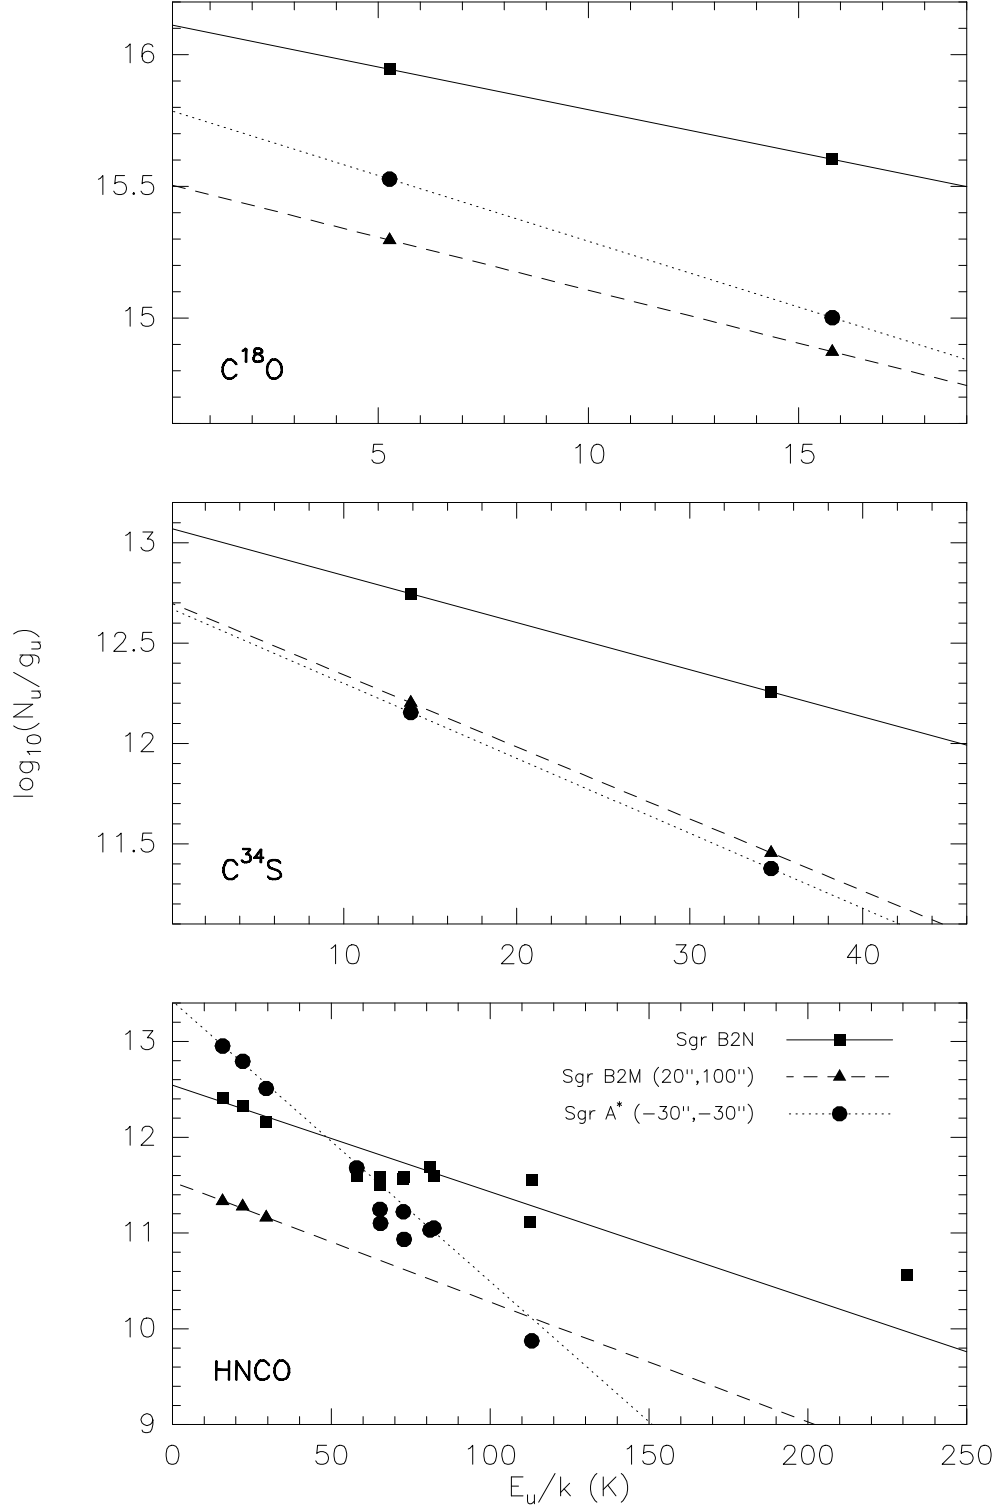 16
15.5
15
C¹⁸O
5 10 15
13
12.5
12
11.5
C³⁴S
10 20 30 40
log₁₀(Nᵤ/gᵤ)
13
12
11
10
9
Sgr B2N
Sgr B2M (20",100")
Sgr A* (−30",−30")
HNCO
0 50 100 150 200 250
Eᵤ/k (K)